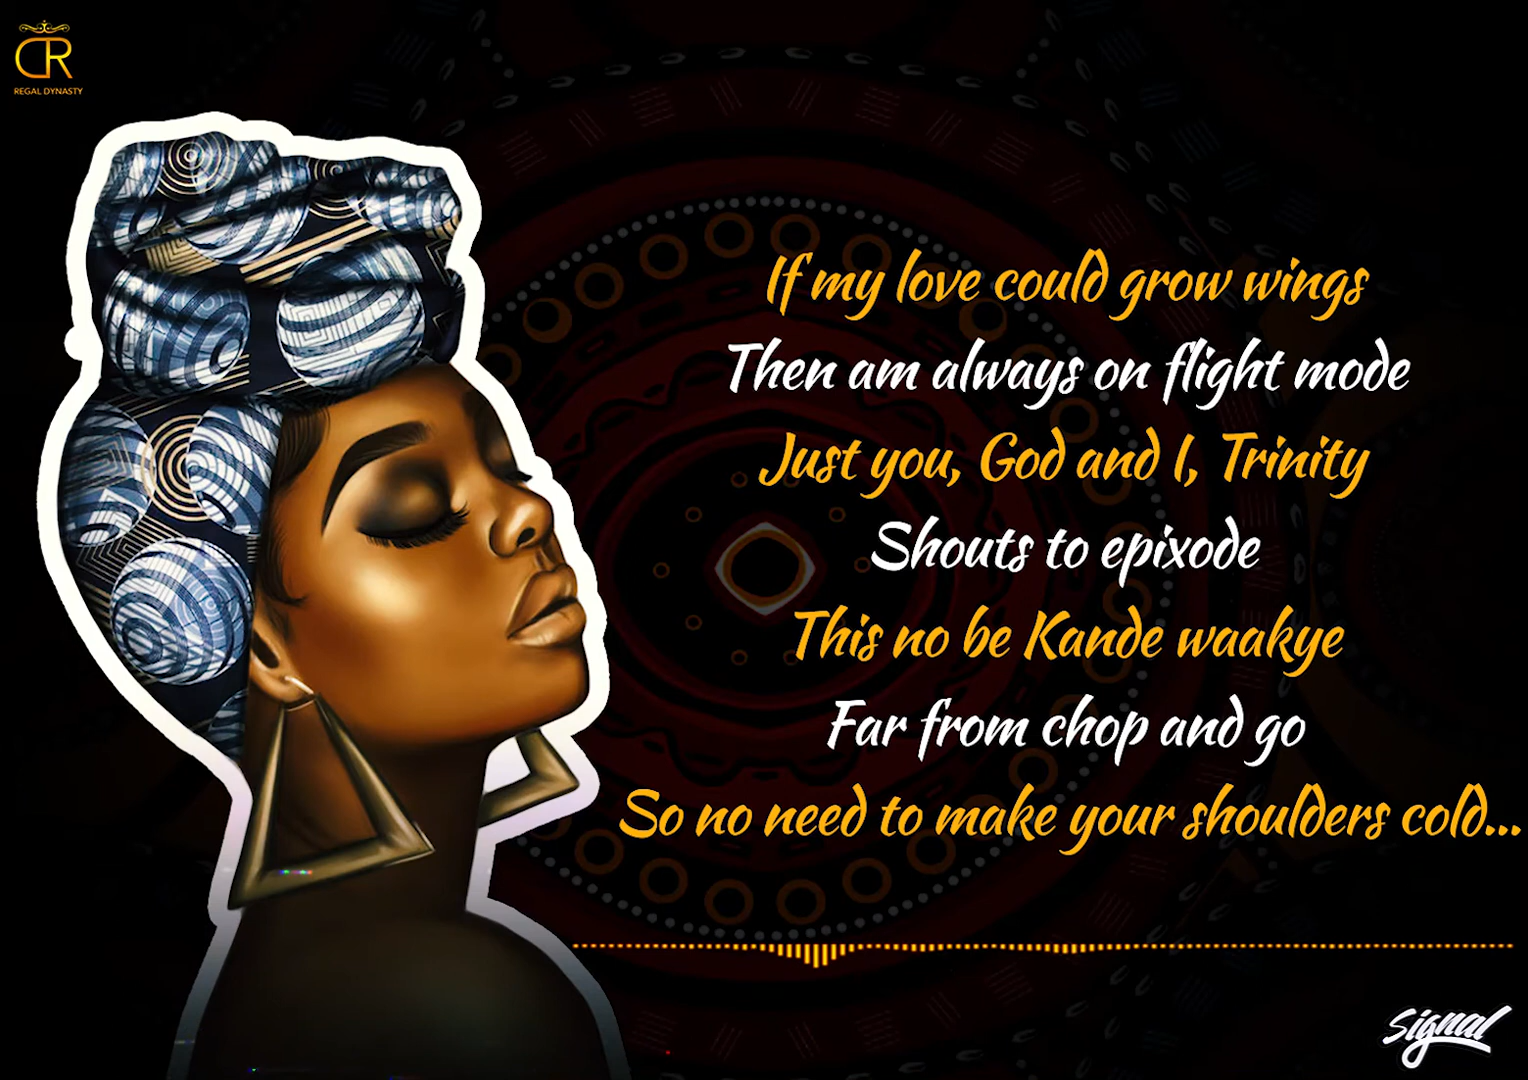 DR
REGAL DYNASTY
If my love could grow wings
Then am always on flight mode
Just you, God and I, Trinity
Shouts to epixode
This no be Kande waakye
Far from chop and go
So no need to make your shoulders cold...
Signal